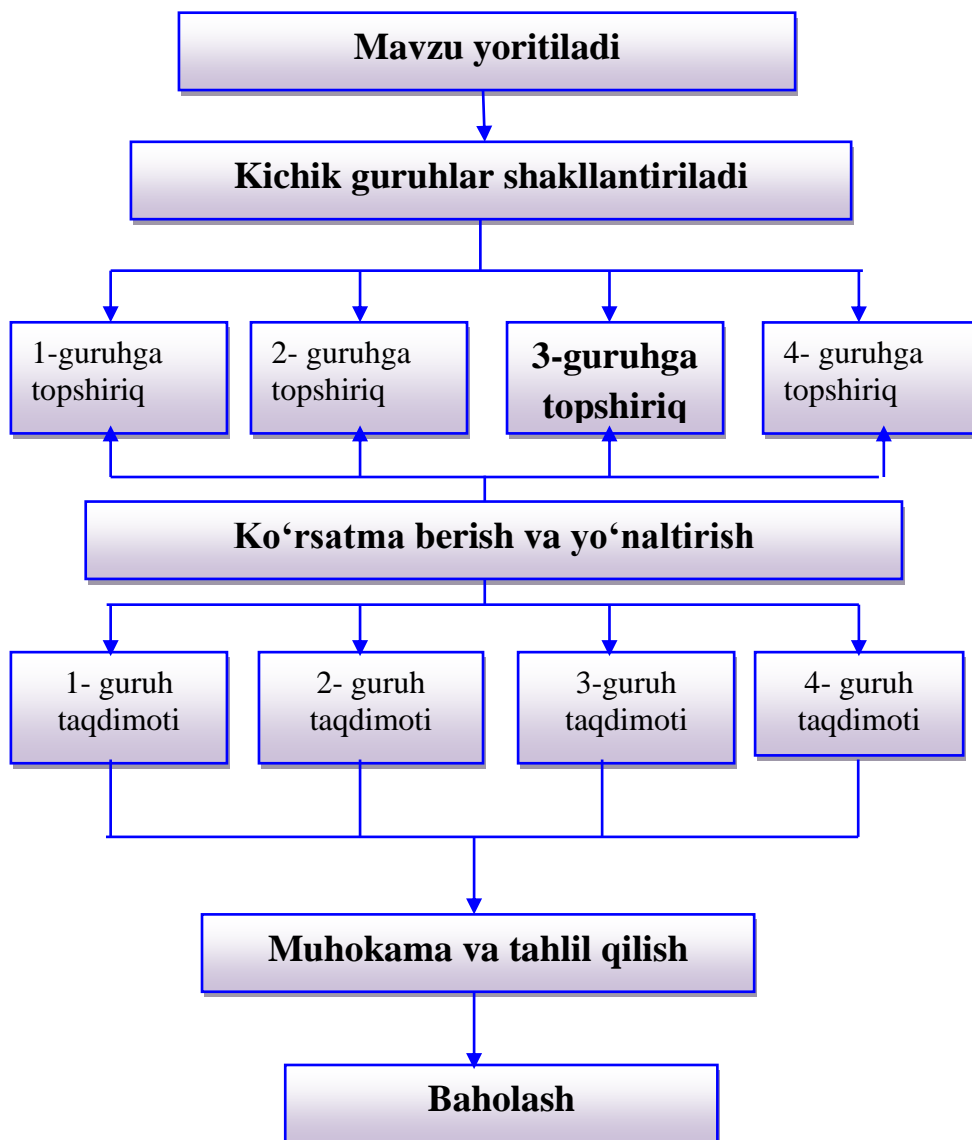 Mavzu yoritiladi
Kichik guruhlar shakllantiriladi
1-guruhga
topshiriq
2- guruhga
topshiriq
3-guruhga
topshiriq
4- guruhga
topshiriq
Ko‘rsatma berish va yo‘naltirish
1- guruh
taqdimoti
2- guruh
taqdimoti
3-guruh
taqdimoti
4- guruh
taqdimoti
Muhokama va tahlil qilish
Baholash